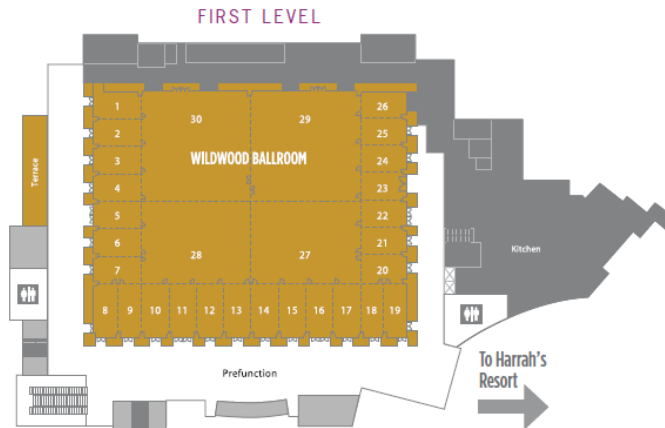 FIRST LEVEL
1
30
29
26
2
25
WILDWOOD BALLROOM
3
24
Terrace
4
23
5
22
6
28
27
21
Kitchen
7
20
8 9 10 11 12 13 14 15 16 17 18 19
Prefunction
To Harrah's
Resort